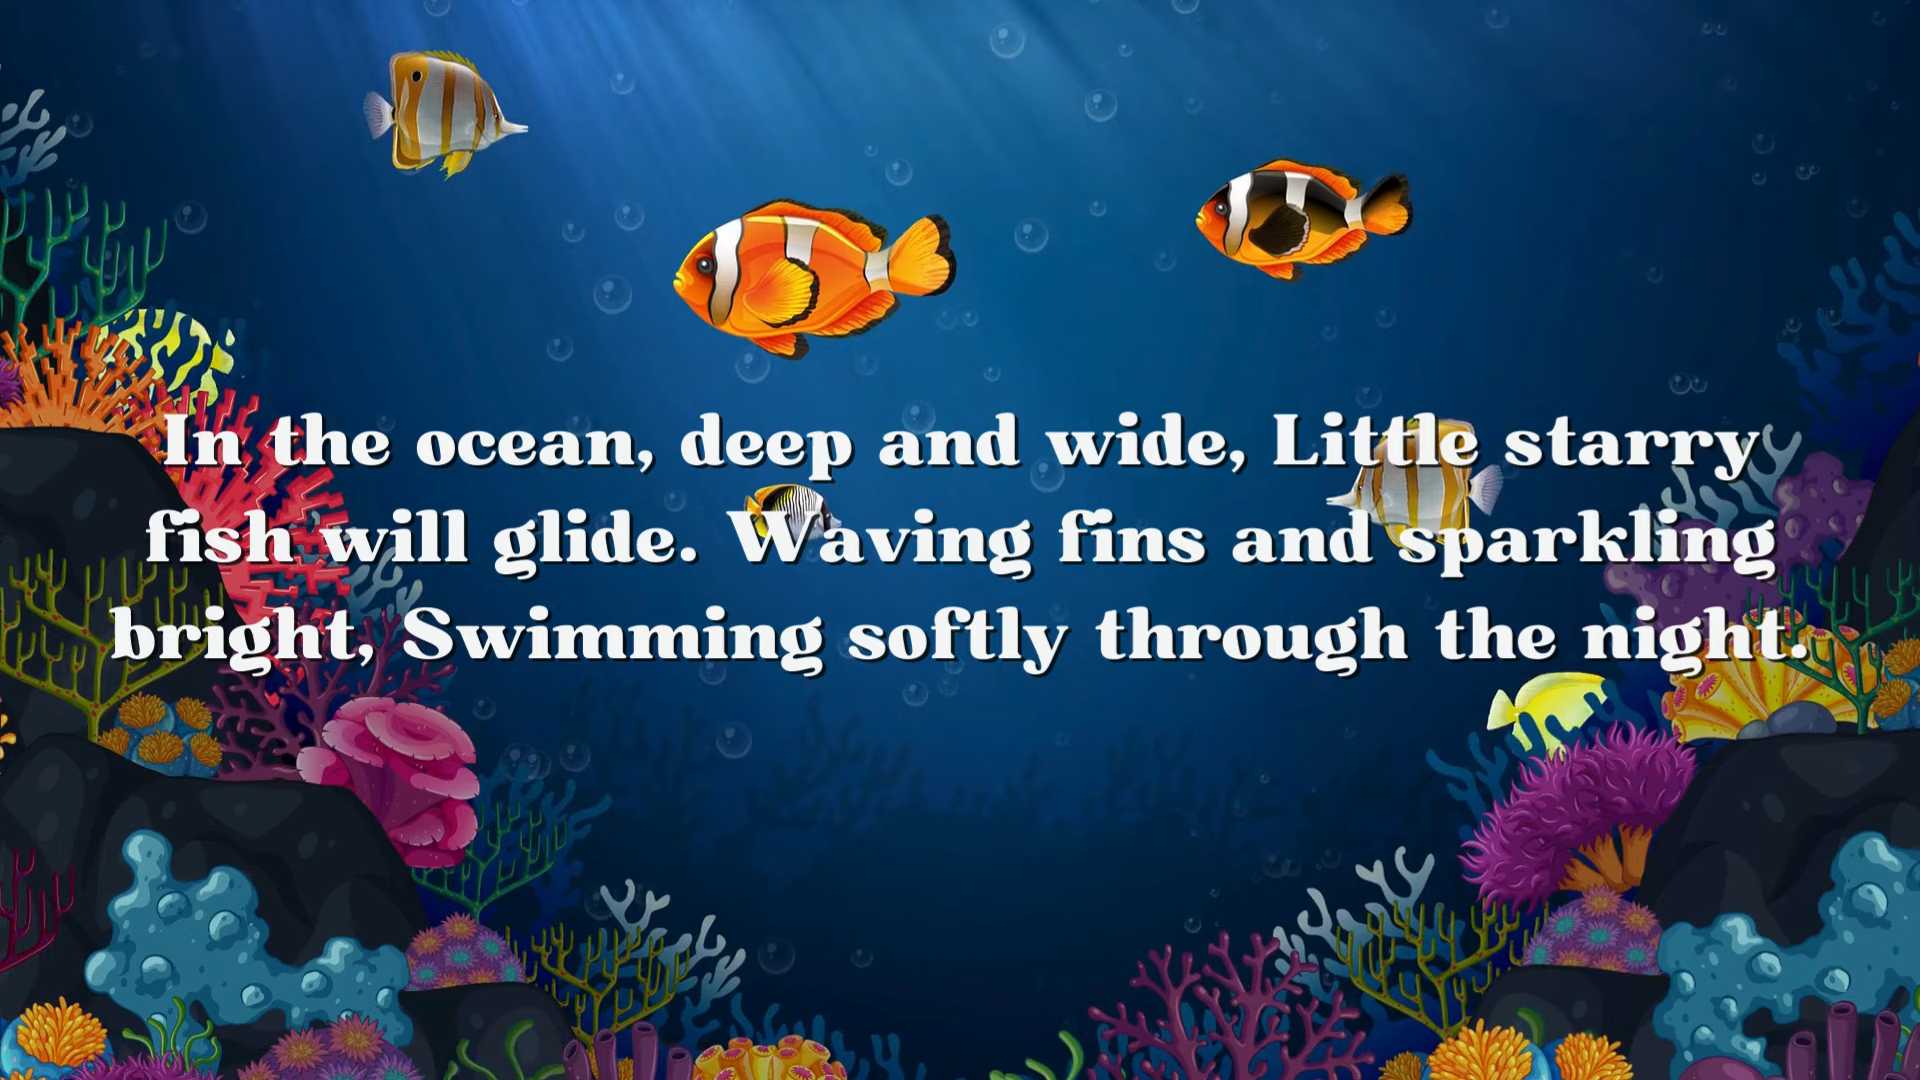 In the ocean, deep and wide, Little starry
fish will glide. Waving fins and sparkling
bright, Swimming softly through the night.